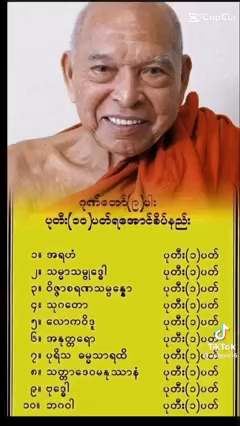 CapCut
ဂုဏ်တော်(၉)ပါး
ပုတီး(၁၀)ပတ်ရအောင်စိပ်နည်း
၁။ အရဟံ ပုတီး(၁)ပတ်
၂။ သမ္မာသမ္ဗုဒ္ဓေါ ပုတီး(၁)ပတ်
၃။ ဝိဇ္ဇာစရဏသမ္ပန္နော ပုတီး(၁)ပတ်
၄။ သုဂတော ပုတီး(၁)ပတ်
၅။ လောကဝိဒူ ပုတီး(၁)ပတ်
၆။ အနုတ္တရော ပုတီး(၁)ပတ်
၇။ ပုရိသ ဓမ္မသာရထိ ပုတီး(၁)ပတ်
၈။ သတ္ထာဒေဝမနုဿာနံ ပုတီး(၁)ပတ်
၉။ ဗုဒ္ဓေါ ပုတီး(၁)ပတ်
၁၀။ ဘဂဝါ ပုတီး(၁)ပတ်
TikTok